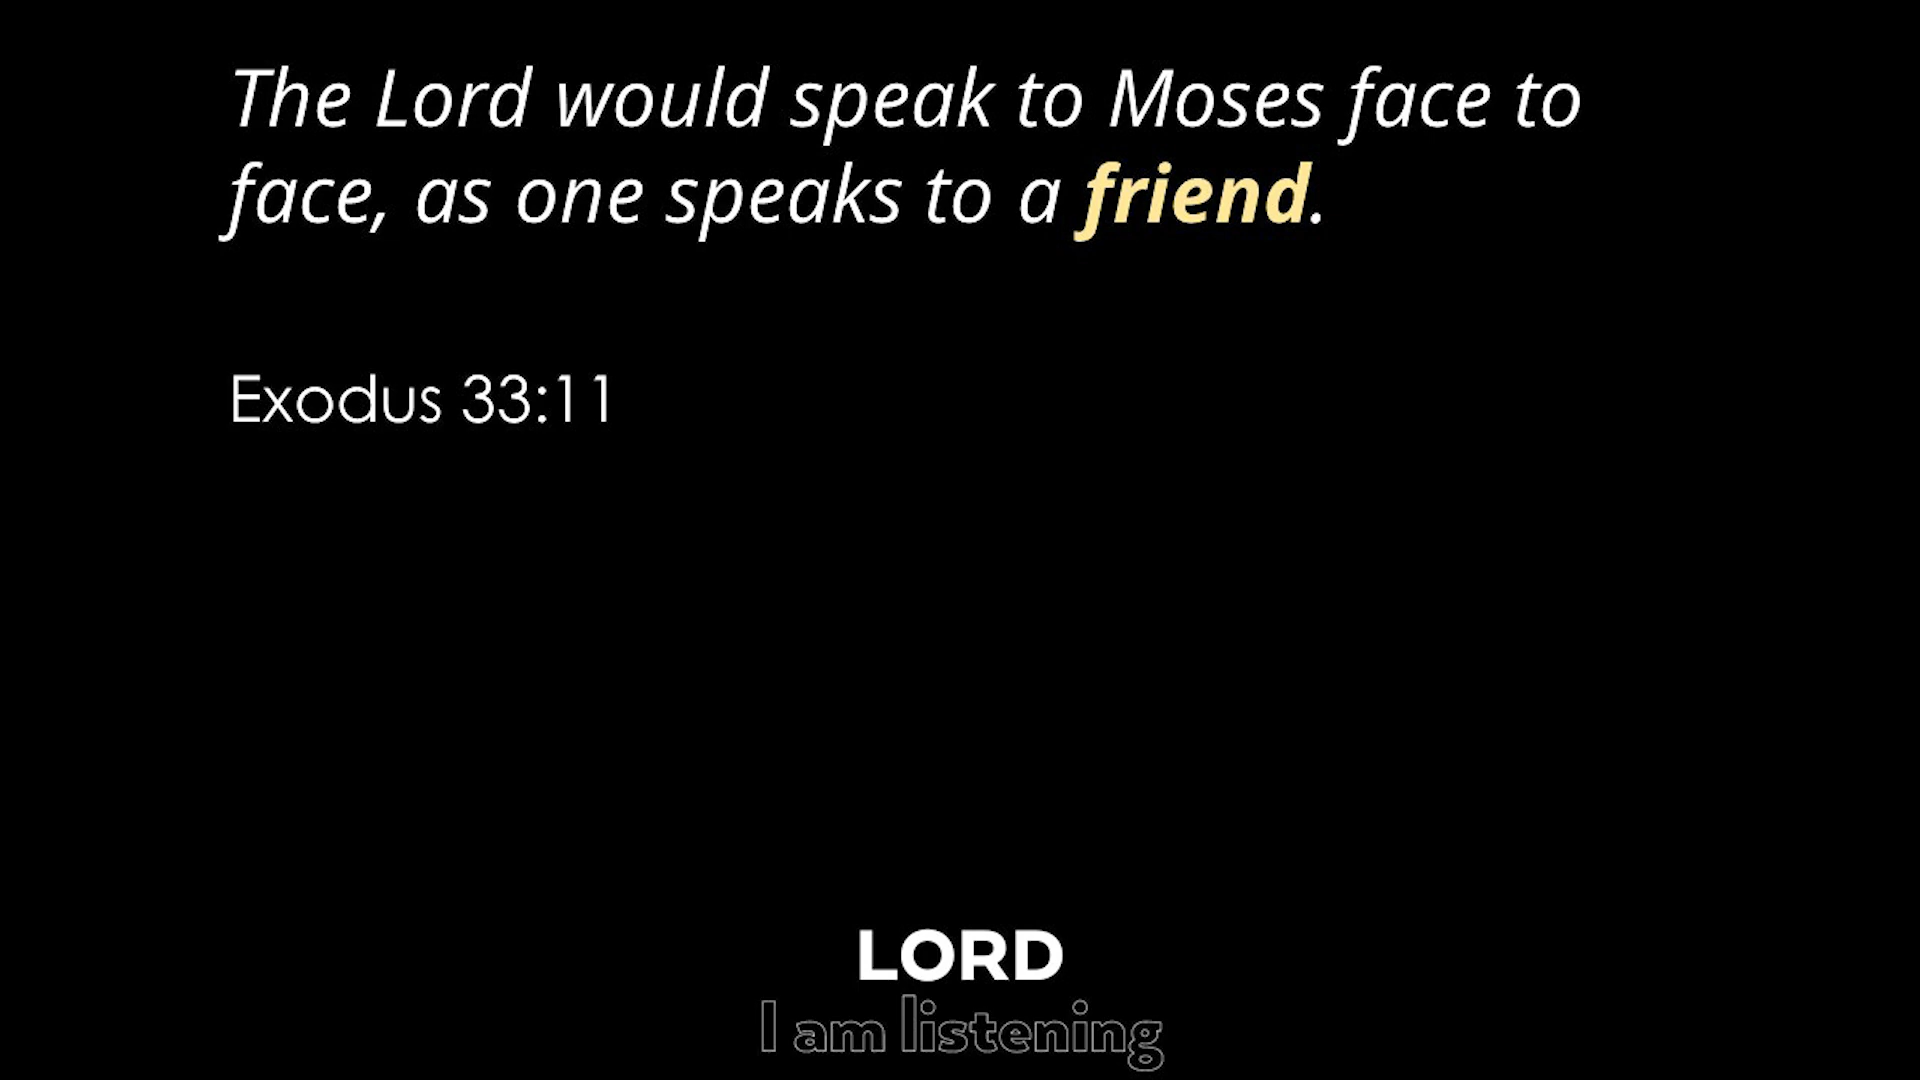 The Lord would speak to Moses face to
face, as one speaks to a friend.
Exodus 33:11
LORD
I am listening